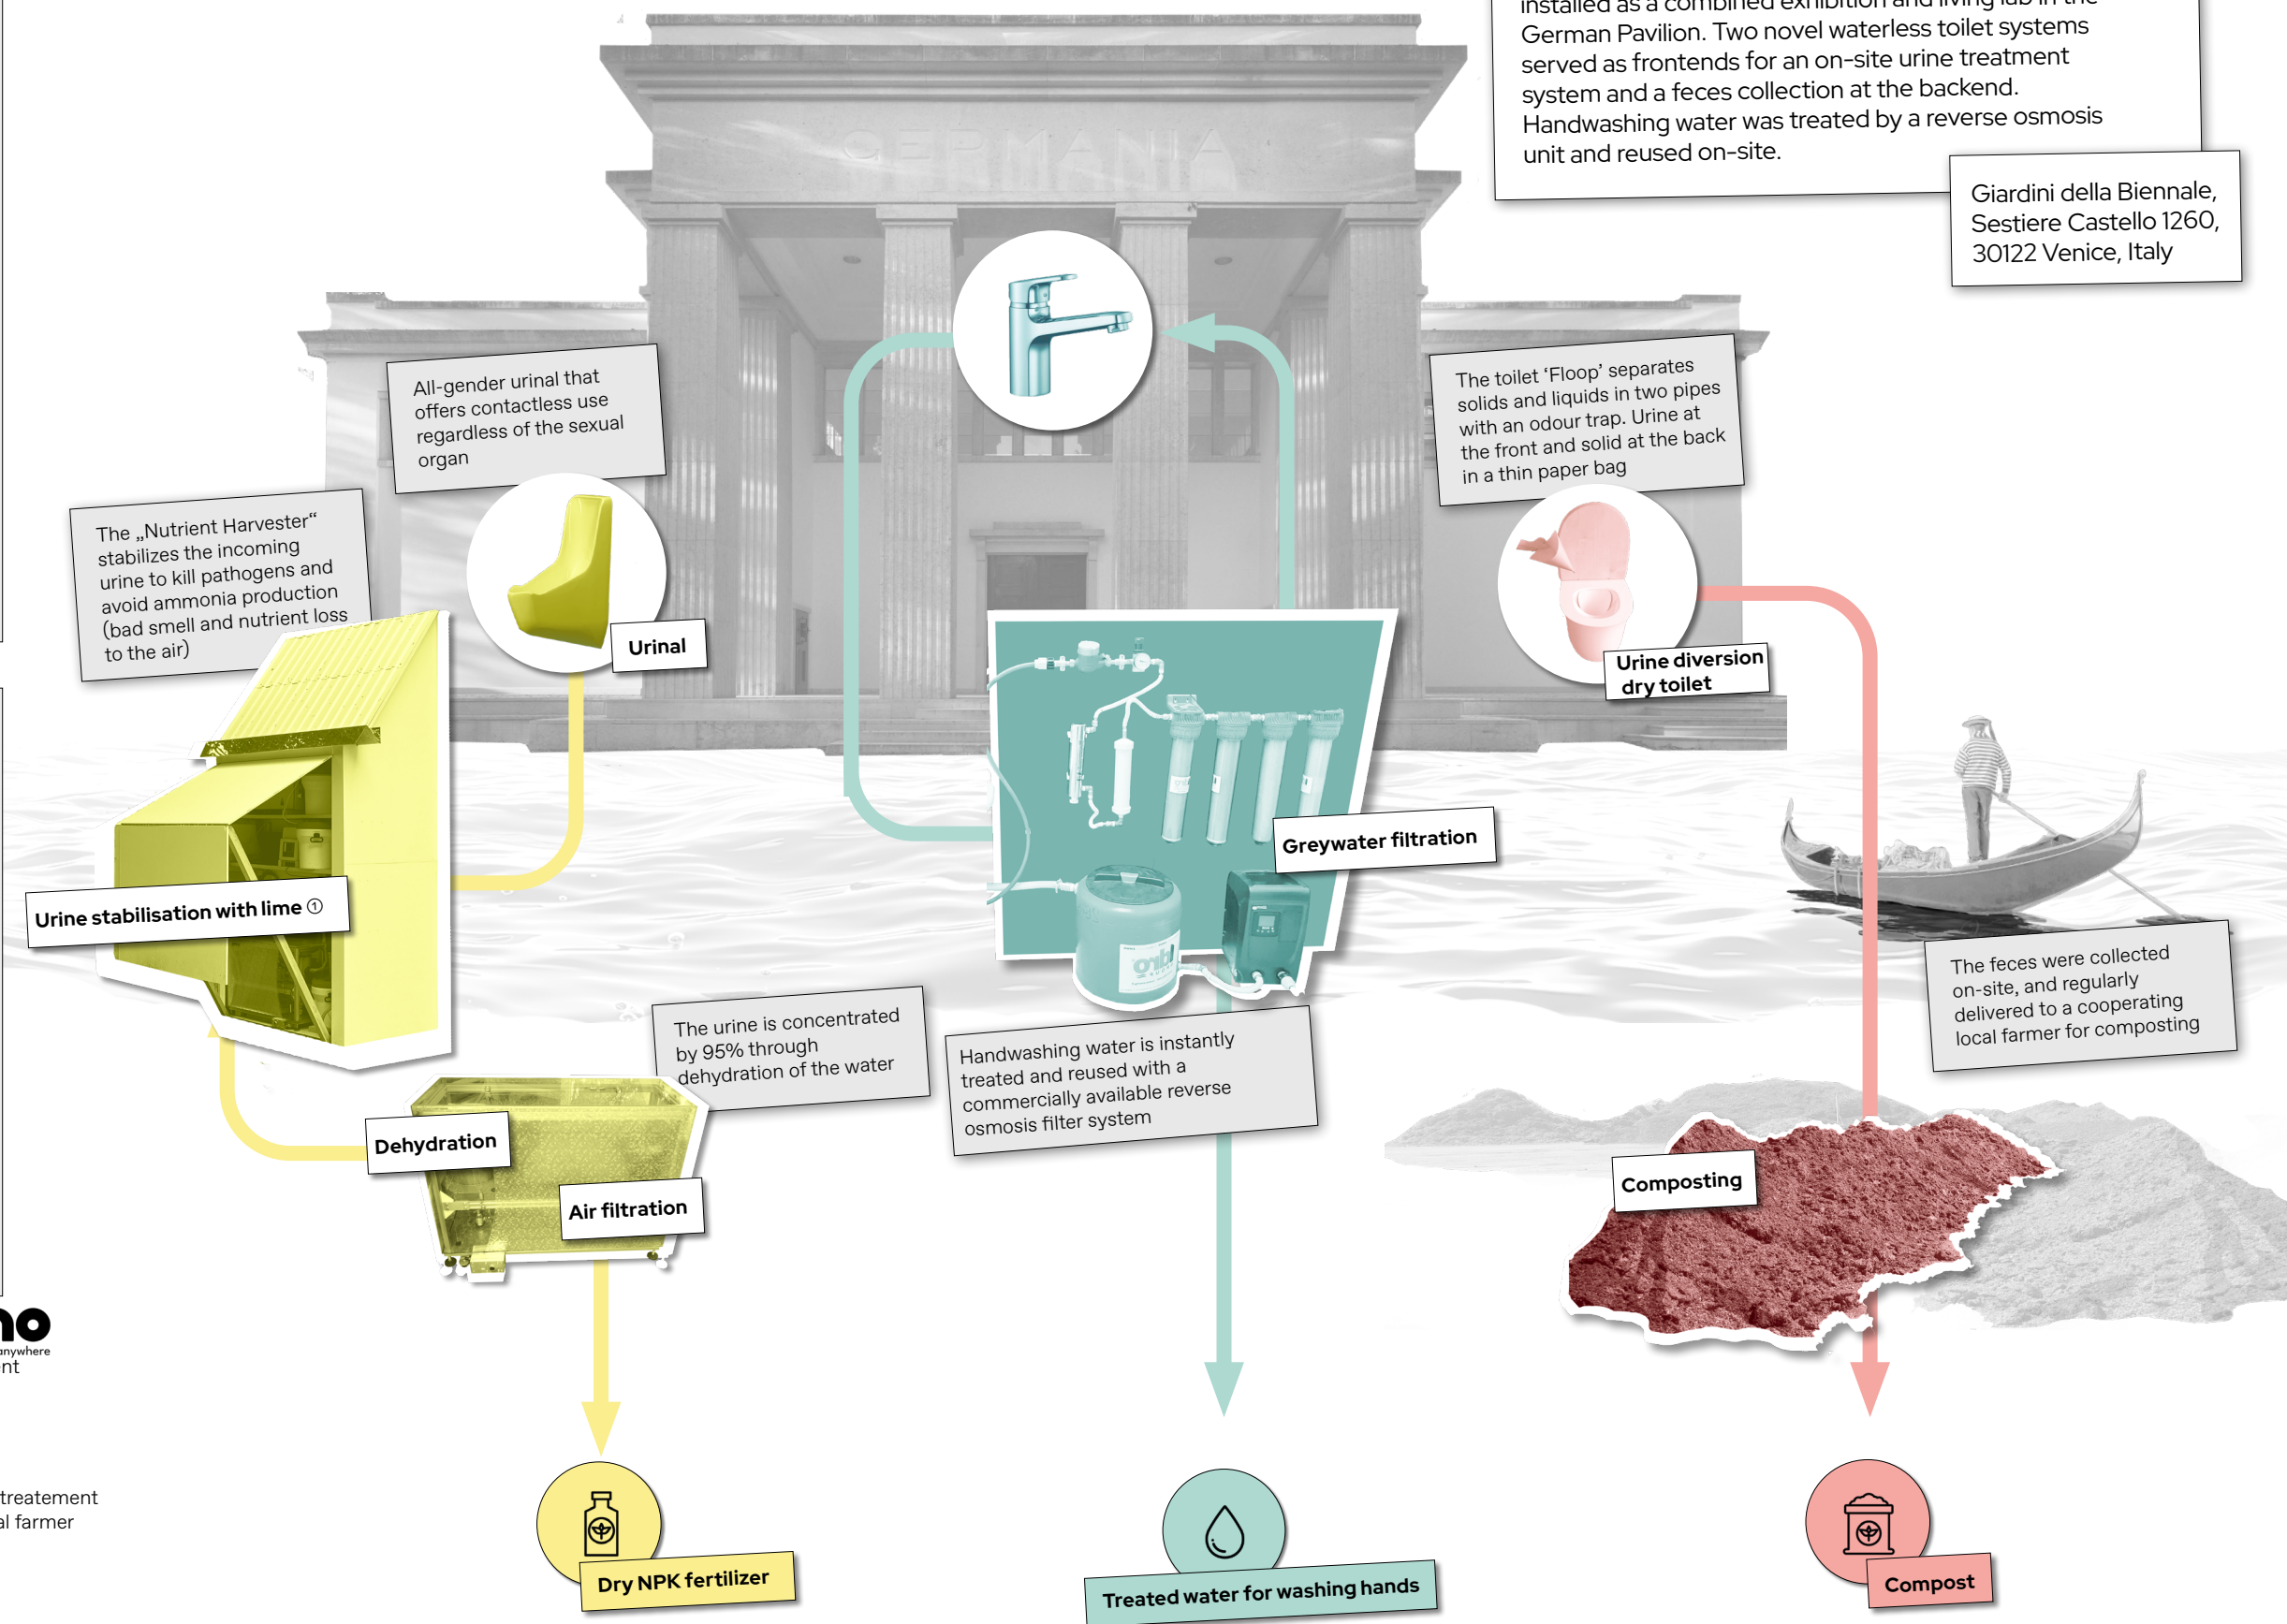 German Pavilion. Two novel waterless toilet systems
served as frontends for an on-site urine treatment
system and a feces collection at the backend.
Handwashing water was treated by a reverse osmosis
unit and reused on-site.
Giardini della Biennale,
Sestiere Castello 1260,
30122 Venice, Italy
GERMANIA
All-gender urinal that
offers contactless use
regardless of the sexual
organ
The toilet ‘Floop’ separates
solids and liquids in two pipes
with an odour trap. Urine at
the front and solid at the back
in a thin paper bag
The „Nutrient Harvester“
stabilizes the incoming
urine to kill pathogens and
avoid ammonia production
(bad smell and nutrient loss
to the air)
Urinal
Urine diversion
dry toilet
Greywater filtration
Urine stabilisation with lime ①
The feces were collected
on-site, and regularly
delivered to a cooperating
local farmer for composting
The urine is concentrated
by 95% through
dehydration of the water
Handwashing water is instantly
treated and reused with a
commercially available reverse
osmosis filter system
Dehydration
Air filtration
Composting
anywhere
treatement
farmer
Dry NPK fertilizer
Treated water for washing hands
Compost